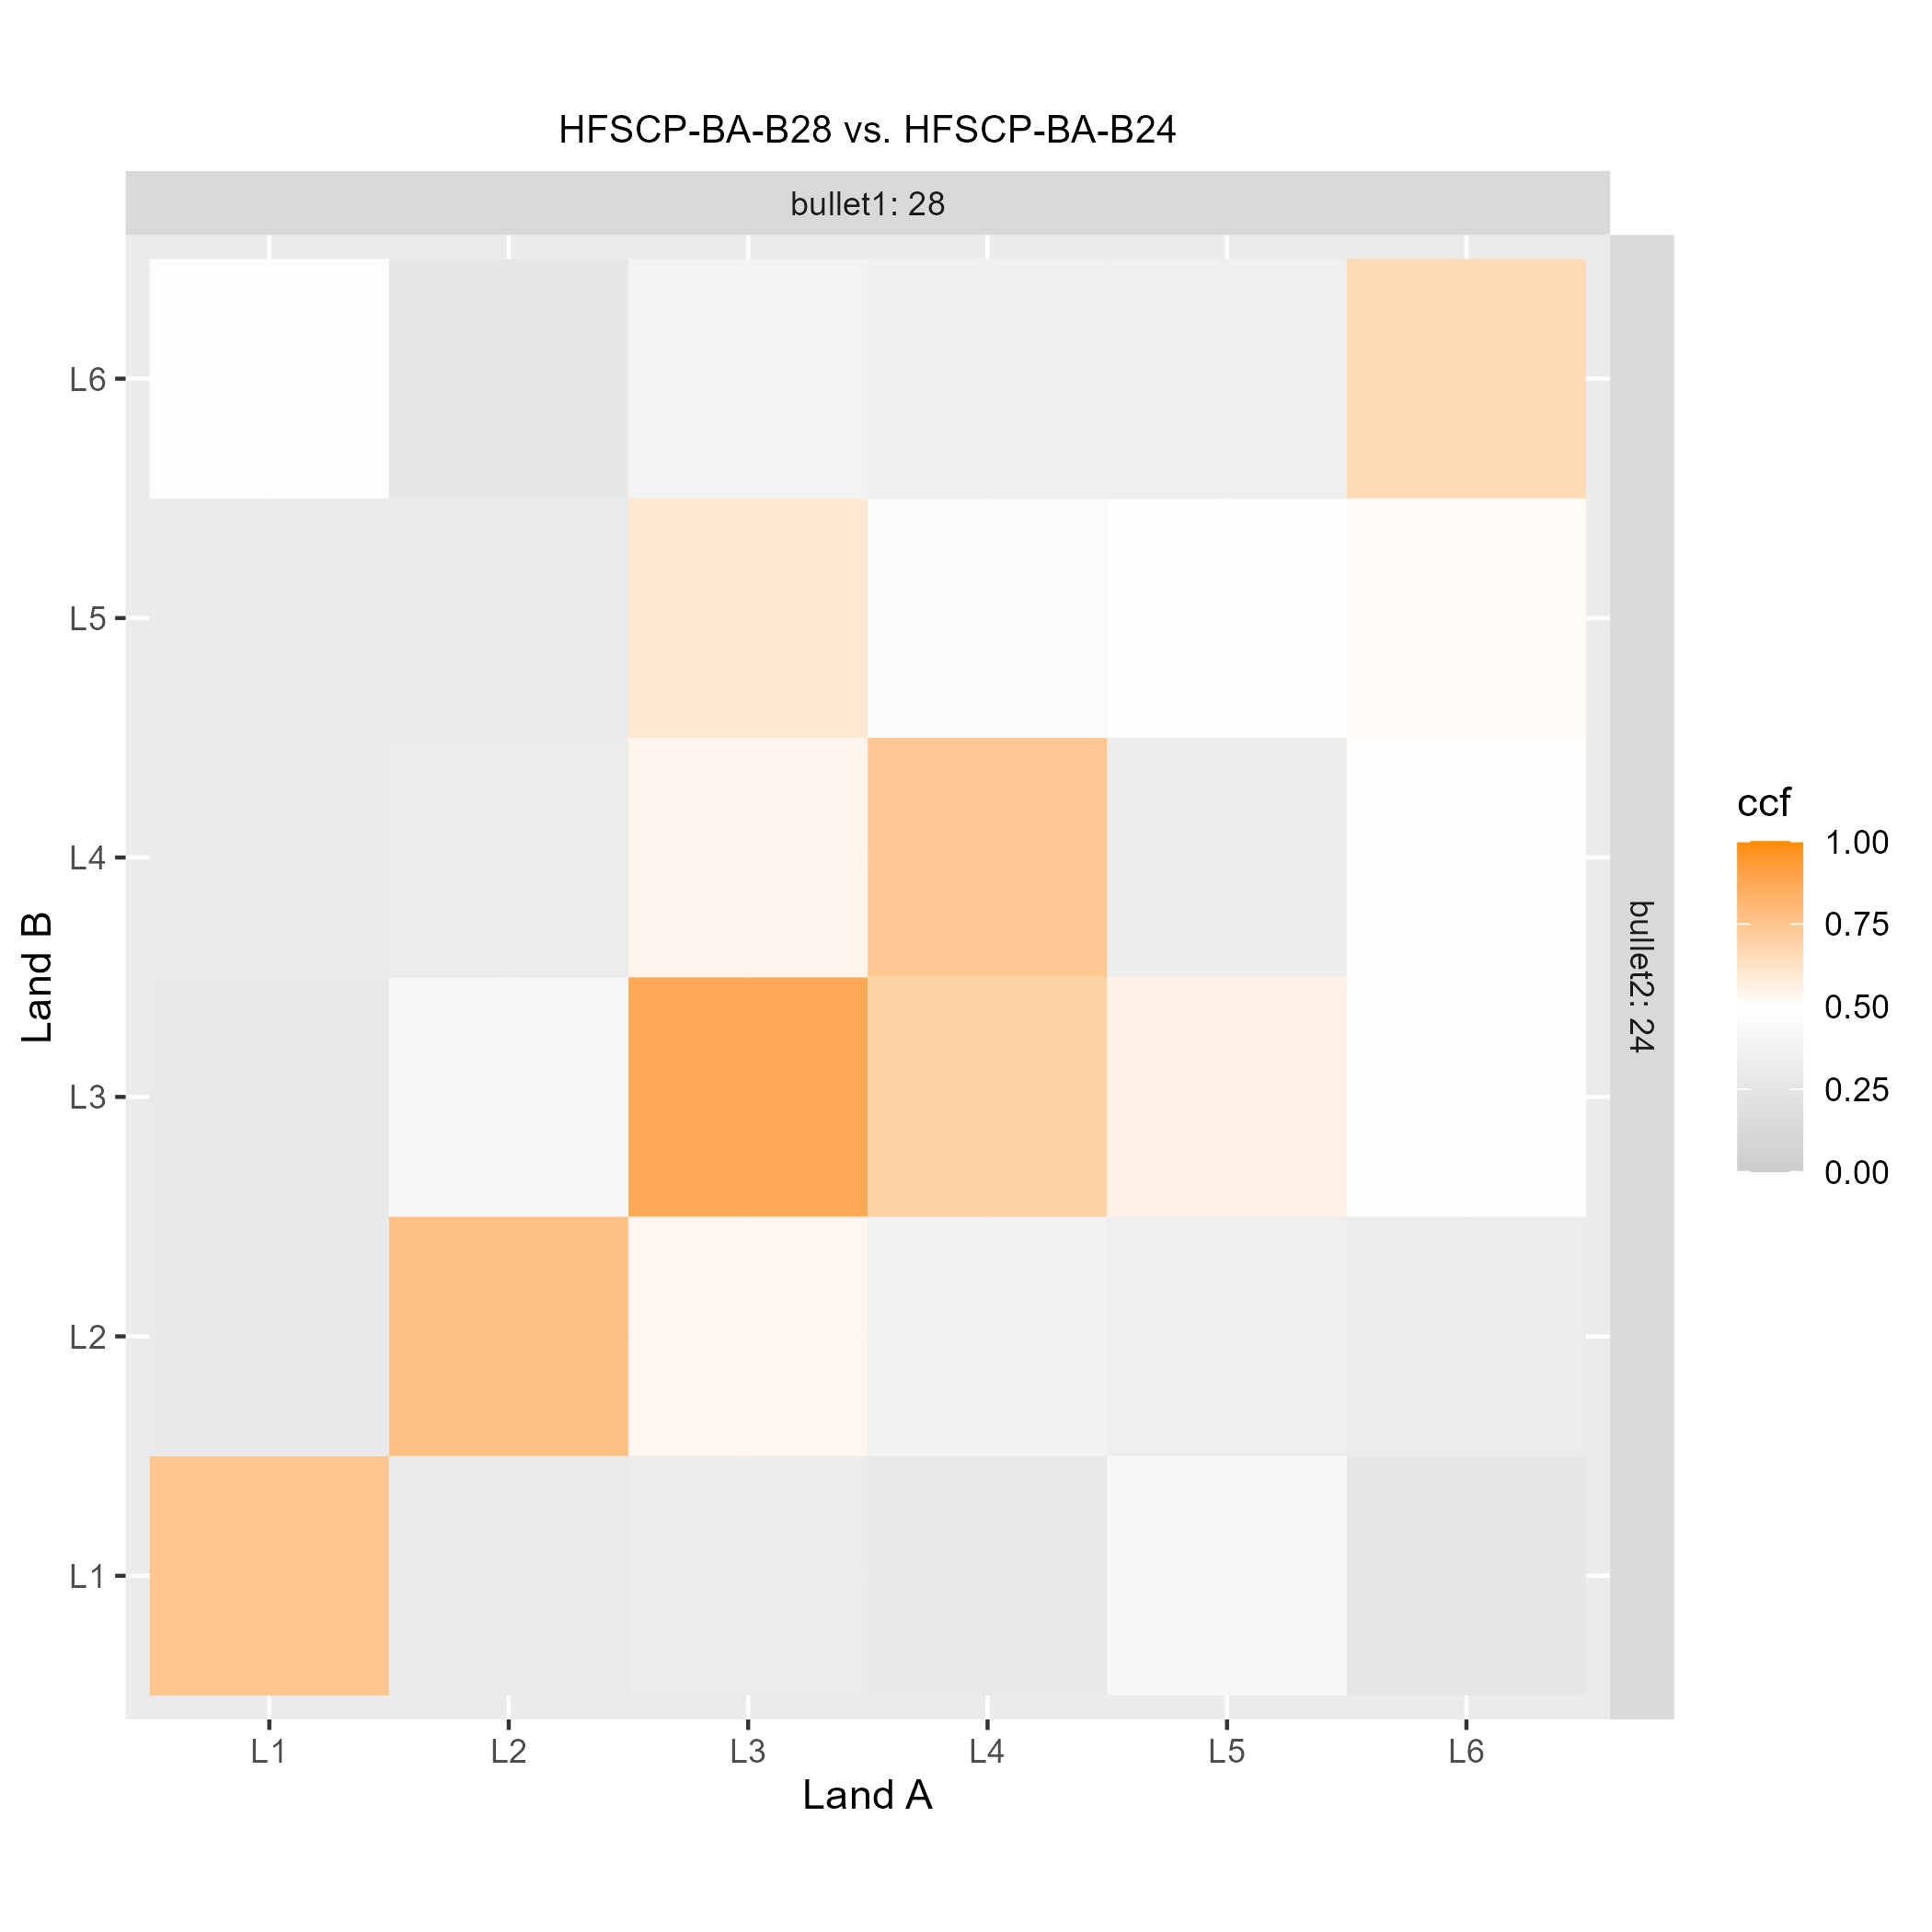 HFSCP-BA-B28 vs. HFSCP-BA-B24
bullet1: 28
L6
L5
L4
L3
L2
L1
Land B
L1
L2
L3
L4
L5
L6
Land A
bullet2: 24
ccf
1.00
0.75
0.50
0.25
0.00